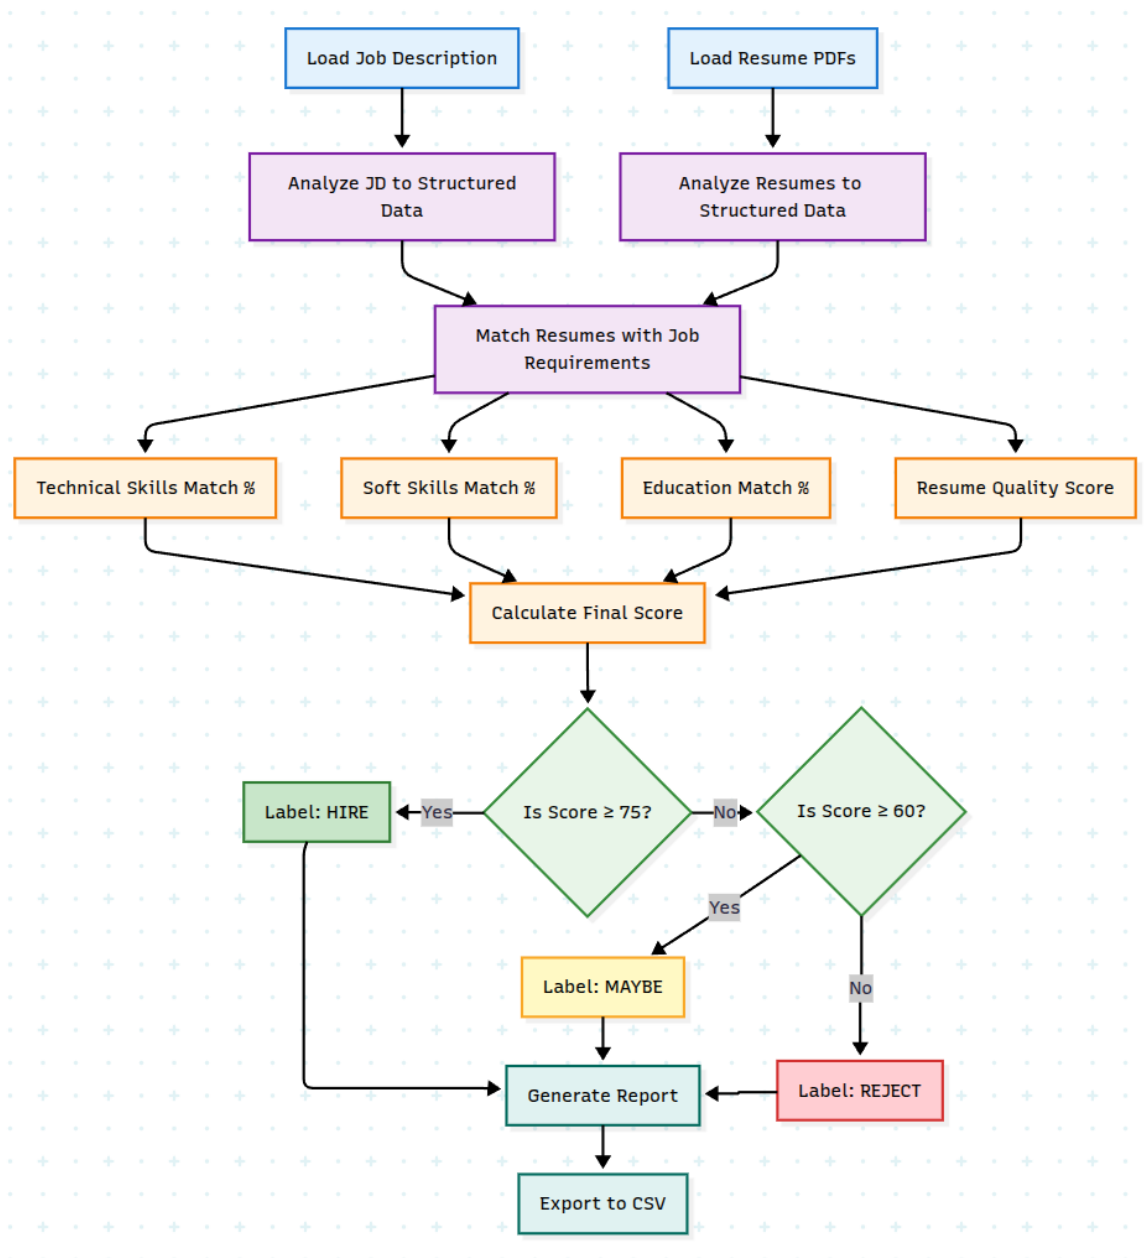 Load Job Description
Load Resume PDFs
Analyze JD to Structured
Data
Analyze Resumes to
Structured Data
Match Resumes with Job
Requirements
Technical Skills Match %
Soft Skills Match %
Education Match %
Resume Quality Score
Calculate Final Score
Label: HIRE
Yes
Is Score ≥ 75?
No
Is Score ≥ 60?
Yes
Label: MAYBE
No
Generate Report
Label: REJECT
Export to CSV